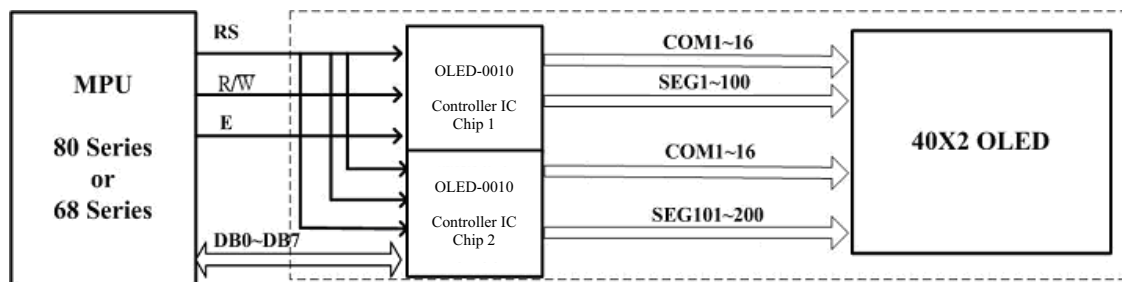 MPU
80 Series
or
68 Series
RS
R/W̅
E
DB0~DB7
OLED-0010
Controller IC
Chip 1
OLED-0010
Controller IC
Chip 2
COM1~16
SEG1~100
COM1~16
SEG101~200
40X2 OLED